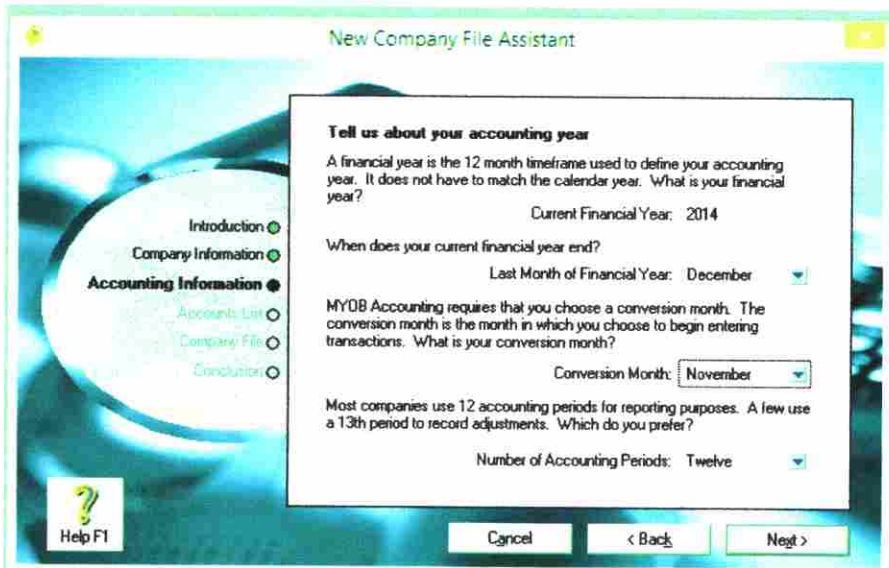 New Company File Assistant
Introduction
Company Information
Accounting Information
Accounts List
Company File
Conclusion
Help F1
Tell us about your accounting year
A financial year is the 12 month timeframe used to define your accounting
year. It does not have to match the calendar year. What is your financial
year?
Current Financial Year: 2014
When does your current financial year end?
Last Month of Financial Year: December
MYOB Accounting requires that you choose a conversion month. The
conversion month is the month in which you choose to begin entering
transactions. What is your conversion month?
Conversion Month: November
Most companies use 12 accounting periods for reporting purposes. A few use
a 13th period to record adjustments. Which do you prefer?
Number of Accounting Periods: Twelve
Cancel
< Back
Next >